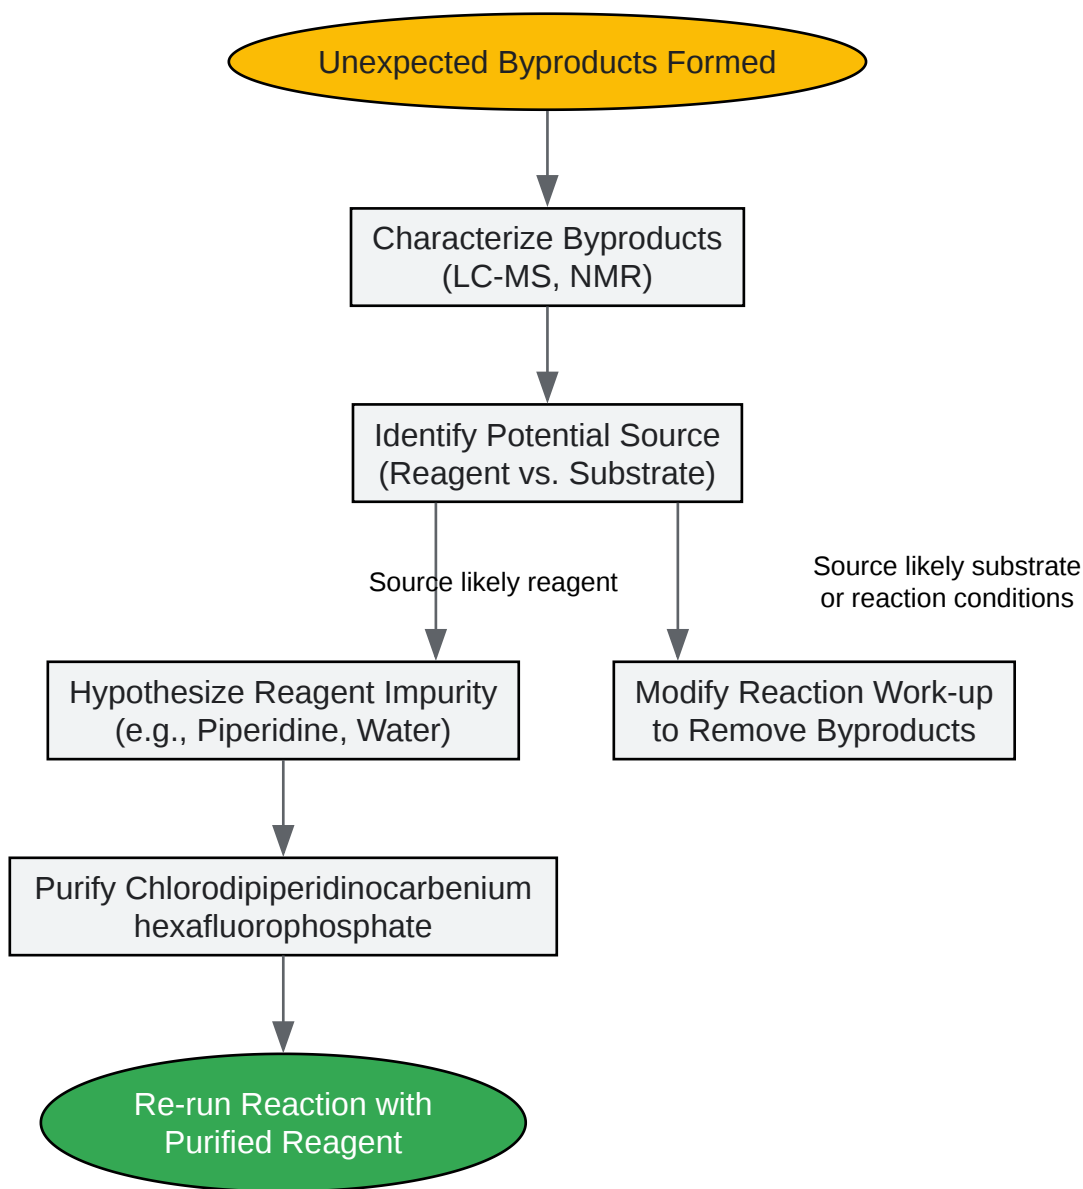 Unexpected Byproducts Formed
Characterize Byproducts
(LC-MS, NMR)
Identify Potential Source
(Reagent vs. Substrate)
Source likely reagent
Source likely substrate
or reaction conditions
Hypothesize Reagent Impurity
(e.g., Piperidine, Water)
Modify Reaction Work-up
to Remove Byproducts
Purify Chlorodipiperidinocarbenium
hexafluorophosphate
Re-run Reaction with
Purified Reagent